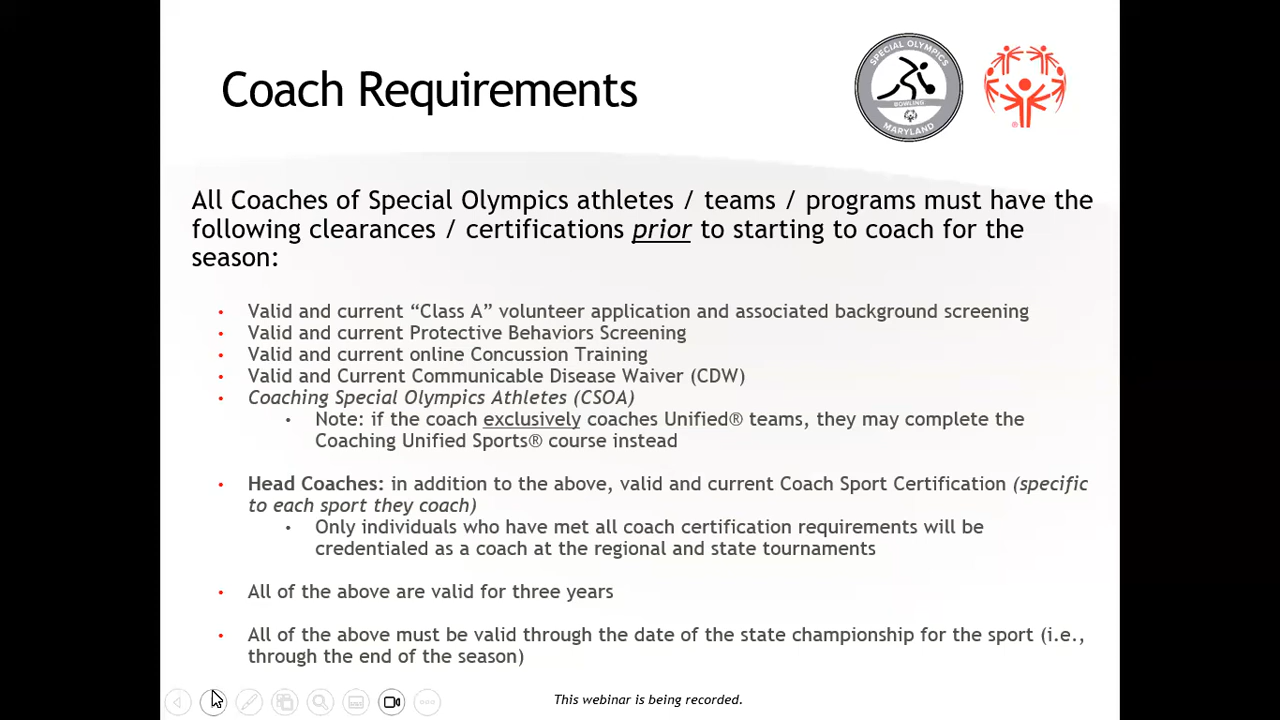 Coach Requirements
SPECIAL OLYMPICS
BOWLING
MARYLAND
All Coaches of Special Olympics athletes / teams / programs must have the
following clearances / certifications prior to starting to coach for the
season:
• Valid and current “Class A” volunteer application and associated background screening
• Valid and current Protective Behaviors Screening
• Valid and current online Concussion Training
• Valid and Current Communicable Disease Waiver (CDW)
• Coaching Special Olympics Athletes (CSOA)
• Note: if the coach exclusively coaches Unified® teams, they may complete the
Coaching Unified Sports® course instead
• Head Coaches: in addition to the above, valid and current Coach Sport Certification (specific
to each sport they coach)
• Only individuals who have met all coach certification requirements will be
credentialed as a coach at the regional and state tournaments
• All of the above are valid for three years
• All of the above must be valid through the date of the state championship for the sport (i.e.,
through the end of the season)
This webinar is being recorded.